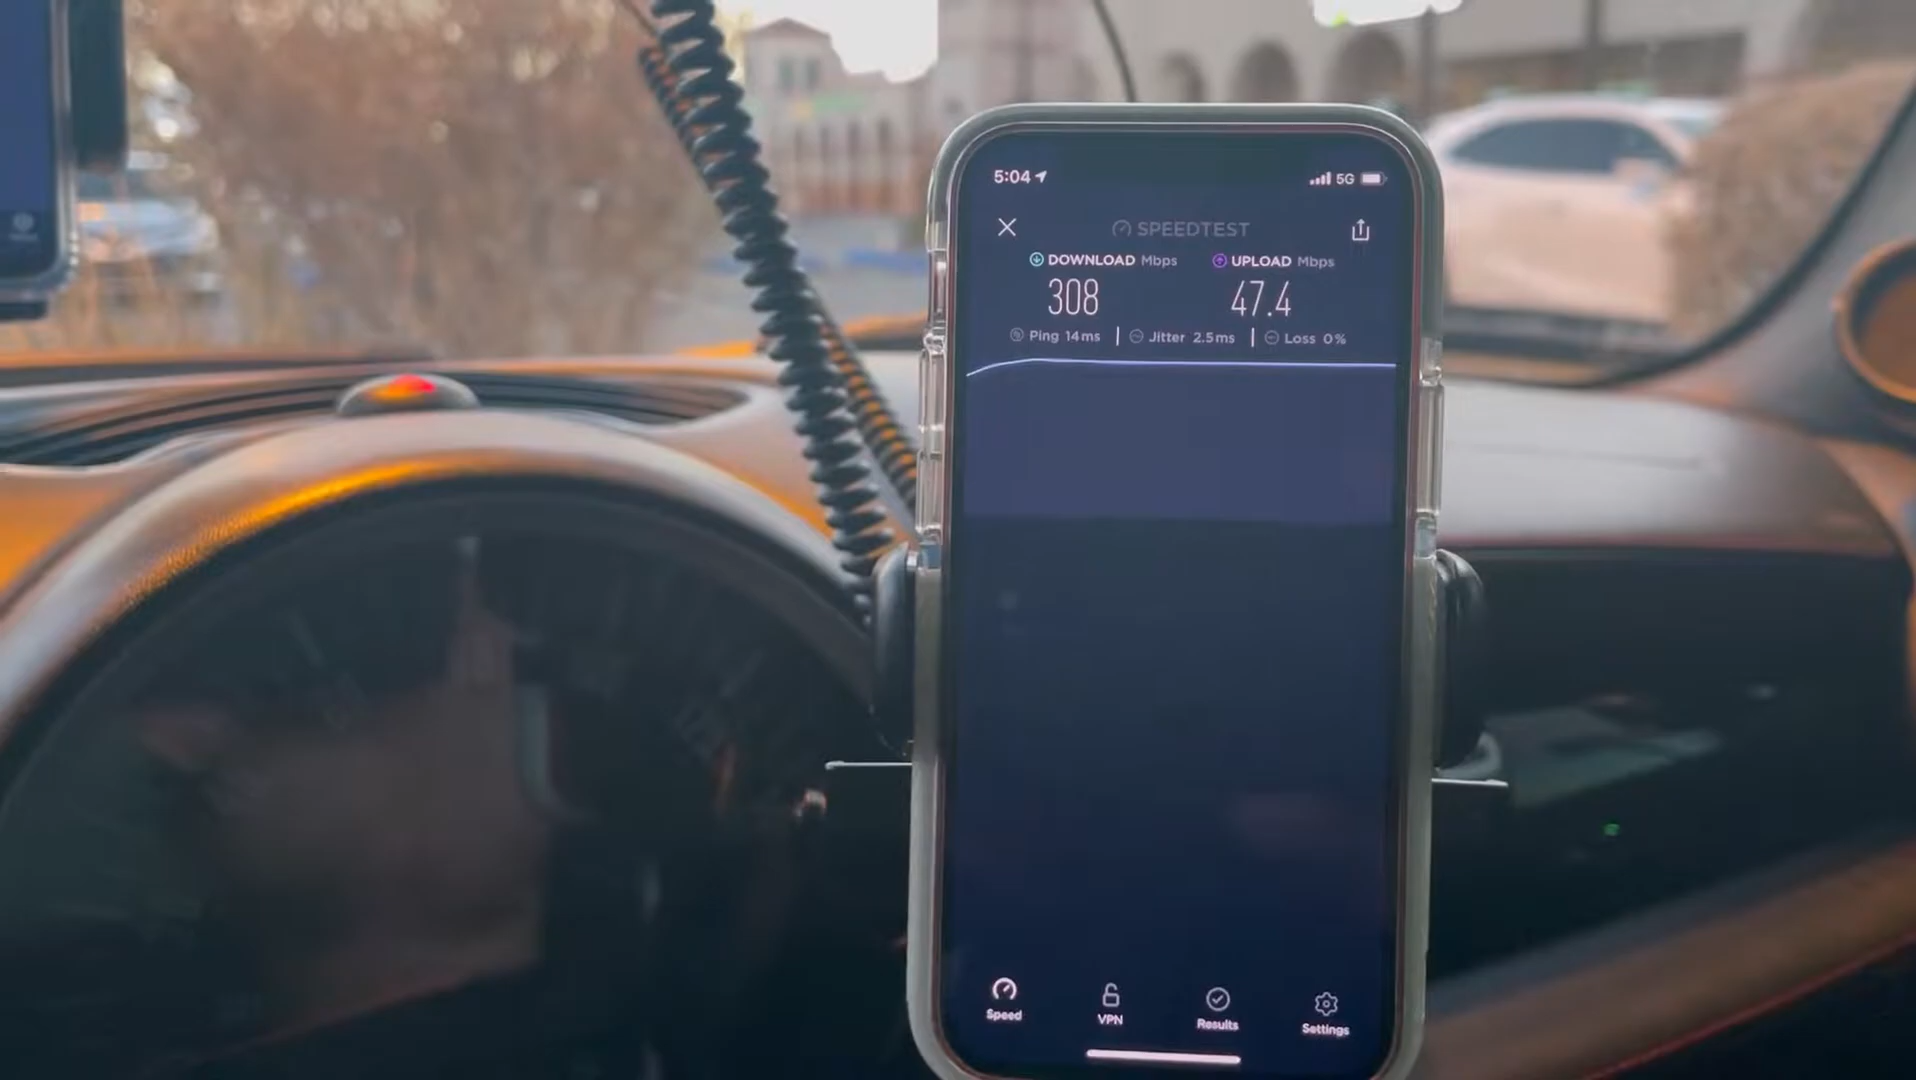 5:04 5G
SPEEDTEST
DOWNLOAD Mbps UPLOAD Mbps
308 47.4
Ping 14ms Jitter 2.5ms Loss 0%
Speed VPN Results Settings